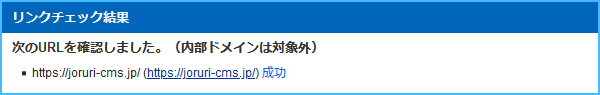 リンクチェック結果
次のURLを確認しました。（内部ドメインは対象外）
https://joruri-cms.jp/ (https://joruri-cms.jp/) 成功